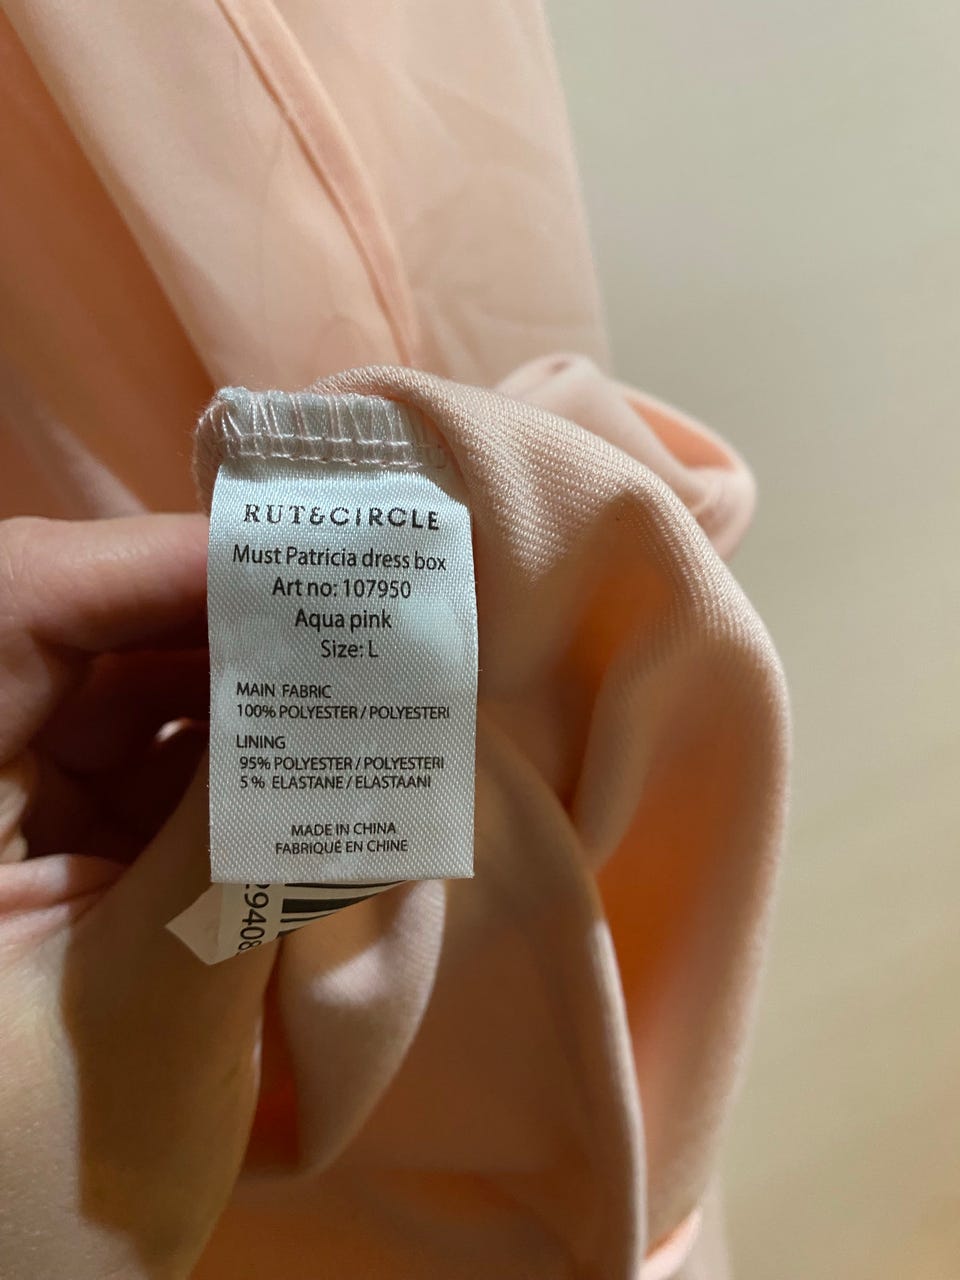 RUT&CIRCLE
Must Patricia dress box
Art no: 107950
Aqua pink
Size: L
MAIN FABRIC
100% POLYESTER / POLYESTERI
LINING
95% POLYESTER / POLYESTERI
5 % ELASTANE / ELASTAANI
MADE IN CHINA
FABRIQUÉ EN CHINE